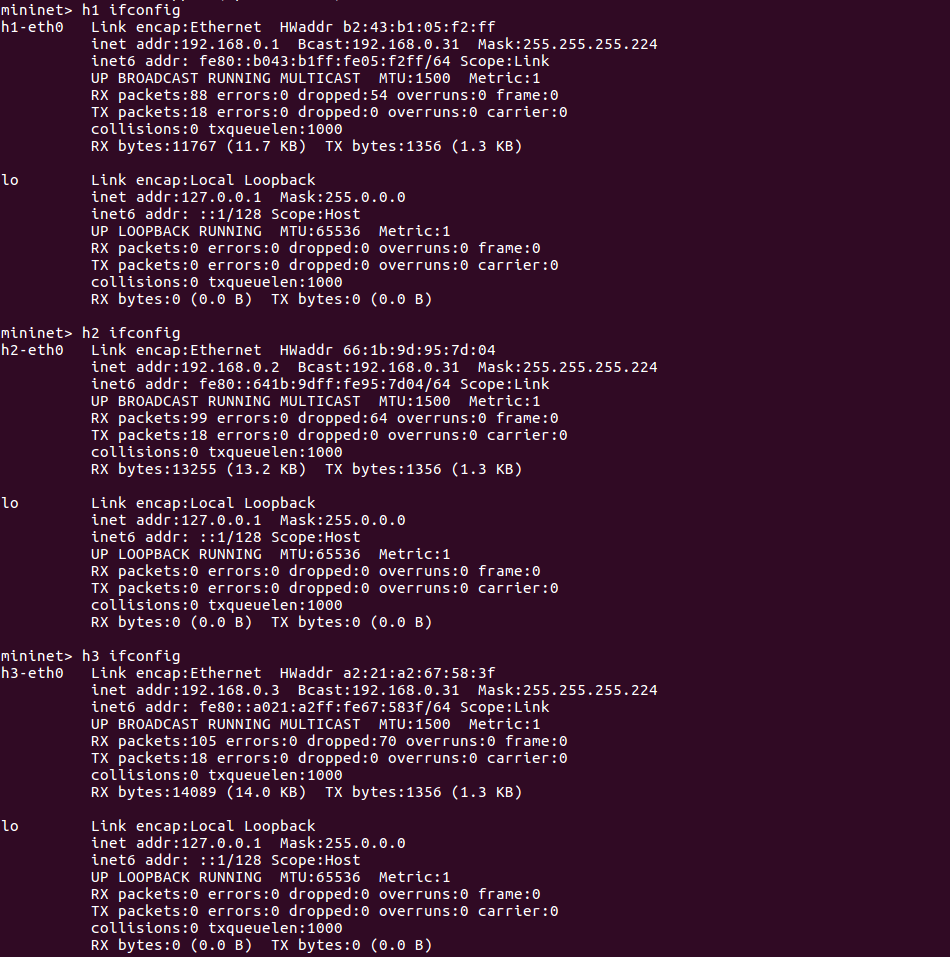 mininet> h1 ifconfig
h1-eth0   Link encap:Ethernet  HWaddr b2:43:b1:05:f2:ff
          inet addr:192.168.0.1  Bcast:192.168.0.31  Mask:255.255.255.224
          inet6 addr: fe80::b043:b1ff:fe05:f2ff/64 Scope:Link
          UP BROADCAST RUNNING MULTICAST  MTU:1500  Metric:1
          RX packets:88 errors:0 dropped:54 overruns:0 frame:0
          TX packets:18 errors:0 dropped:0 overruns:0 carrier:0
          collisions:0 txqueuelen:1000
          RX bytes:11767 (11.7 KB)  TX bytes:1356 (1.3 KB)

lo        Link encap:Local Loopback
          inet addr:127.0.0.1  Mask:255.0.0.0
          inet6 addr: ::1/128 Scope:Host
          UP LOOPBACK RUNNING  MTU:65536  Metric:1
          RX packets:0 errors:0 dropped:0 overruns:0 frame:0
          TX packets:0 errors:0 dropped:0 overruns:0 carrier:0
          collisions:0 txqueuelen:1000
          RX bytes:0 (0.0 B)  TX bytes:0 (0.0 B)

mininet> h2 ifconfig
h2-eth0   Link encap:Ethernet  HWaddr 66:1b:9d:95:7d:04
          inet addr:192.168.0.2  Bcast:192.168.0.31  Mask:255.255.255.224
          inet6 addr: fe80::641b:9dff:fe95:7d04/64 Scope:Link
          UP BROADCAST RUNNING MULTICAST  MTU:1500  Metric:1
          RX packets:99 errors:0 dropped:64 overruns:0 frame:0
          TX packets:18 errors:0 dropped:0 overruns:0 carrier:0
          collisions:0 txqueuelen:1000
          RX bytes:13255 (13.2 KB)  TX bytes:1356 (1.3 KB)

lo        Link encap:Local Loopback
          inet addr:127.0.0.1  Mask:255.0.0.0
          inet6 addr: ::1/128 Scope:Host
          UP LOOPBACK RUNNING  MTU:65536  Metric:1
          RX packets:0 errors:0 dropped:0 overruns:0 frame:0
          TX packets:0 errors:0 dropped:0 overruns:0 carrier:0
          collisions:0 txqueuelen:1000
          RX bytes:0 (0.0 B)  TX bytes:0 (0.0 B)

mininet> h3 ifconfig
h3-eth0   Link encap:Ethernet  HWaddr a2:21:a2:67:58:3f
          inet addr:192.168.0.3  Bcast:192.168.0.31  Mask:255.255.255.224
          inet6 addr: fe80::a021:a2ff:fe67:583f/64 Scope:Link
          UP BROADCAST RUNNING MULTICAST  MTU:1500  Metric:1
          RX packets:105 errors:0 dropped:70 overruns:0 frame:0
          TX packets:18 errors:0 dropped:0 overruns:0 carrier:0
          collisions:0 txqueuelen:1000
          RX bytes:14089 (14.0 KB)  TX bytes:1356 (1.3 KB)

lo        Link encap:Local Loopback
          inet addr:127.0.0.1  Mask:255.0.0.0
          inet6 addr: ::1/128 Scope:Host
          UP LOOPBACK RUNNING  MTU:65536  Metric:1
          RX packets:0 errors:0 dropped:0 overruns:0 frame:0
          TX packets:0 errors:0 dropped:0 overruns:0 carrier:0
          collisions:0 txqueuelen:1000
          RX bytes:0 (0.0 B)  TX bytes:0 (0.0 B)